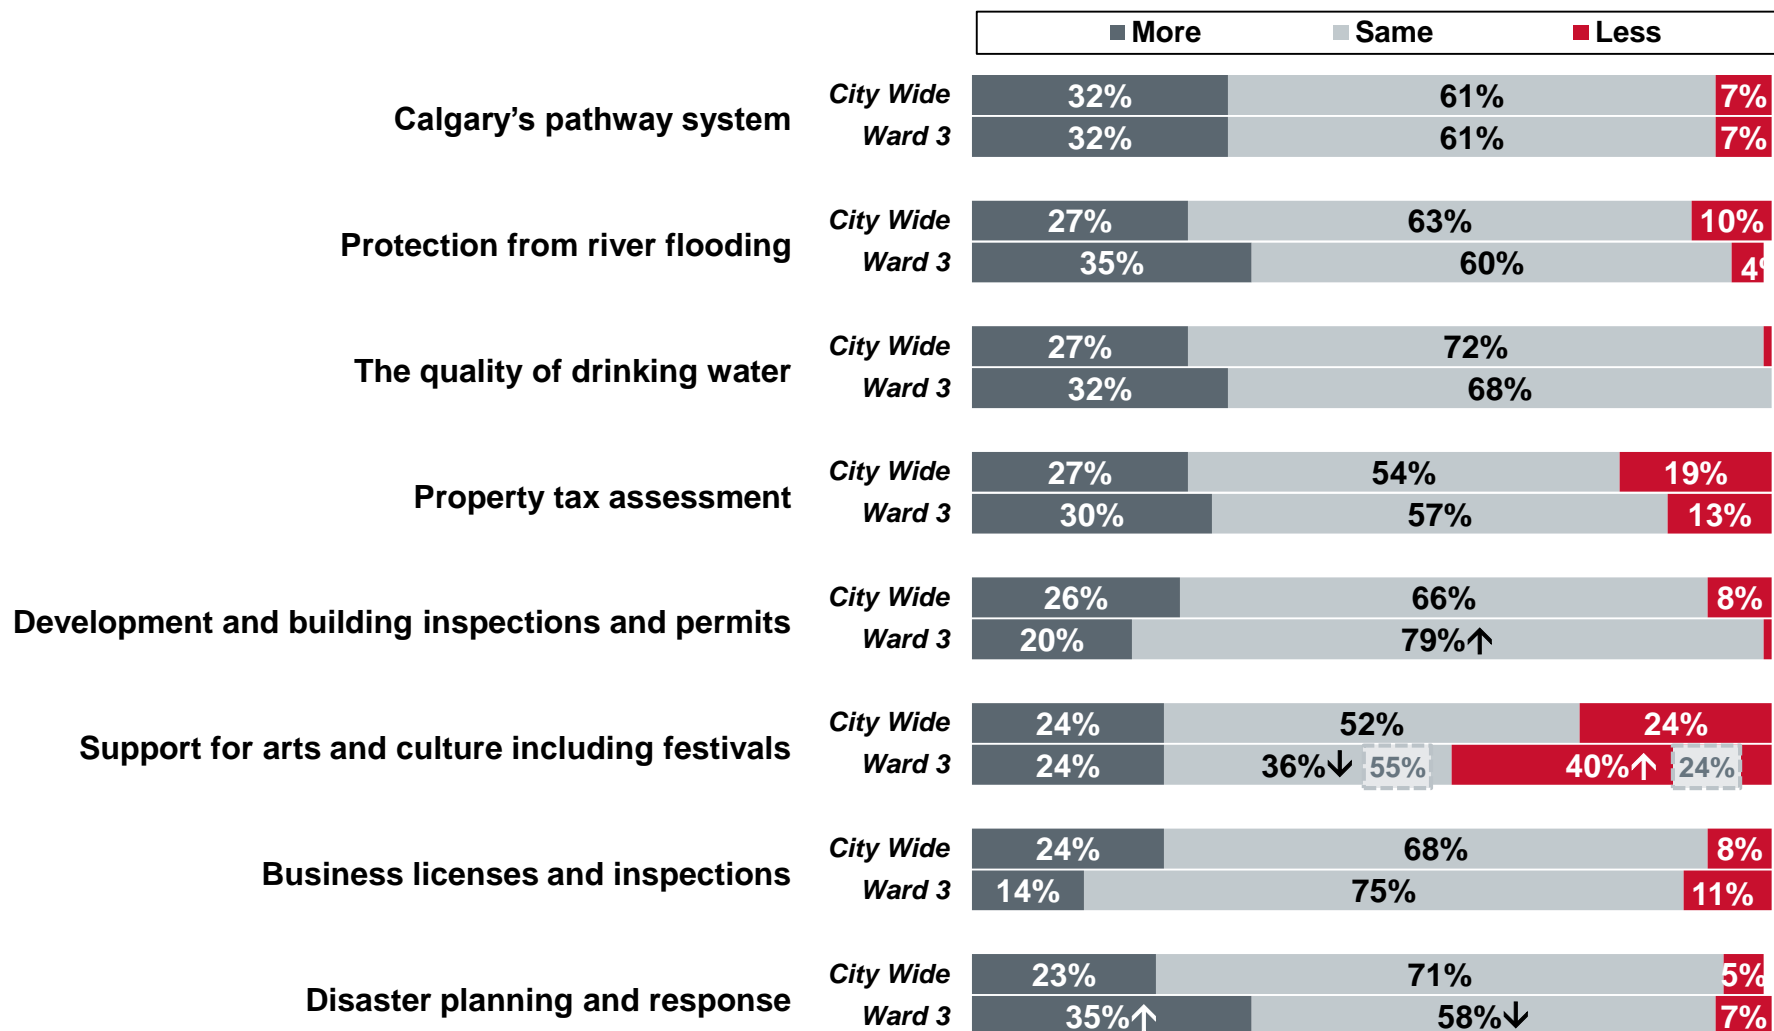 More Same Less
City Wide 32% 61% 7%
Calgary’s pathway system
Ward 3 32% 61% 7%
City Wide 27% 63% 10%
Protection from river flooding
Ward 3 35% 60% 4%
City Wide 27% 72%
The quality of drinking water
Ward 3 32% 68%
City Wide 27% 54% 19%
Property tax assessment
Ward 3 30% 57% 13%
City Wide 26% 66% 8%
Development and building inspections and permits
Ward 3 20% 79%↑
City Wide 24% 52% 24%
Support for arts and culture including festivals
Ward 3 24% 36%↓ 55% 40%↑ 24%
City Wide 24% 68% 8%
Business licenses and inspections
Ward 3 14% 75% 11%
City Wide 23% 71% 5%
Disaster planning and response
Ward 3 35%↑ 58%↓ 7%